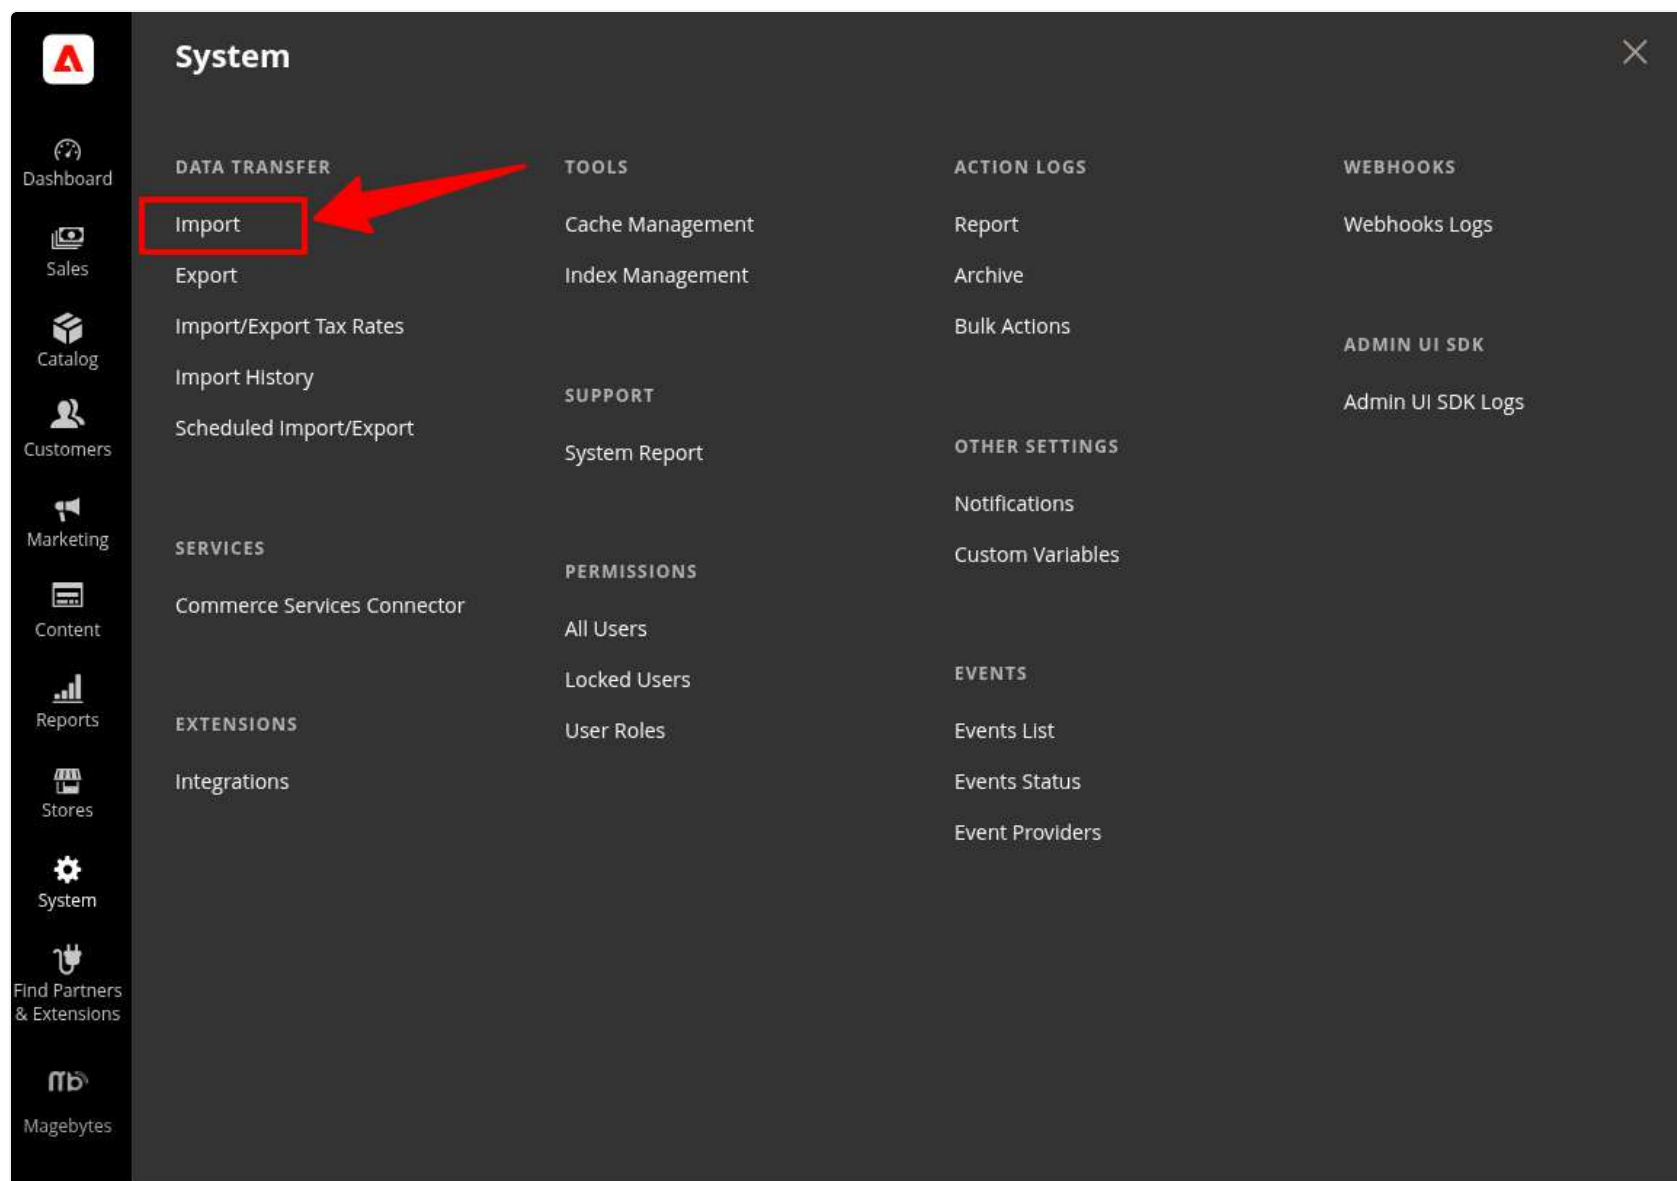 System
Dashboard
Sales
Catalog
Customers
Marketing
Content
Reports
Stores
System
Find Partners
& Extensions
Magebytes
DATA TRANSFER
Import
Export
Import/Export Tax Rates
Import History
Scheduled Import/Export
SERVICES
Commerce Services Connector
EXTENSIONS
Integrations
TOOLS
Cache Management
Index Management
SUPPORT
System Report
PERMISSIONS
All Users
Locked Users
User Roles
ACTION LOGS
Report
Archive
Bulk Actions
OTHER SETTINGS
Notifications
Custom Variables
EVENTS
Events List
Events Status
Event Providers
WEBHOOKS
Webhooks Logs
ADMIN UI SDK
Admin UI SDK Logs